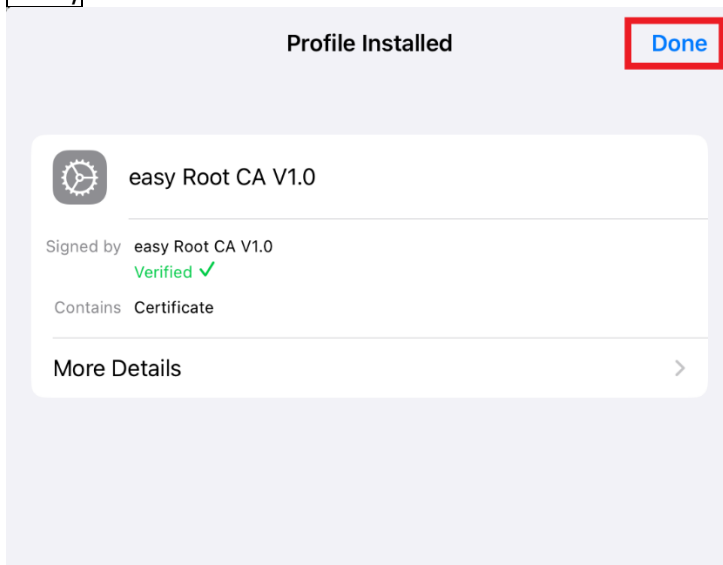 Profile Installed Done
easy Root CA V1.0
Signed by easy Root CA V1.0
Verified ✓
Contains Certificate
More Details